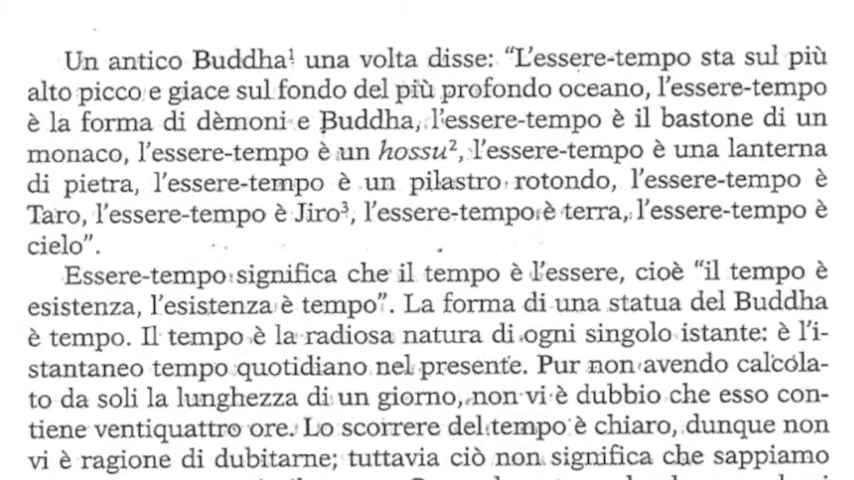 Un antico Buddha¹ una volta disse: “L’essere-tempo sta sul più
alto picco e giace sul fondo del più profondo oceano, l’essere-tempo
è la forma di dèmoni e Buddha, l’essere-tempo è il bastone di un
monaco, l’essere-tempo è un hossu², l’essere-tempo è una lanterna
di pietra, l’essere-tempo è un pilastro rotondo, l’essere-tempo è
Taro, l’essere-tempo è Jiro³, l’essere-tempo è terra, l’essere-tempo è
cielo”.
Essere-tempo significa che il tempo è l’essere, cioè “il tempo è
esistenza, l’esistenza è tempo”. La forma di una statua del Buddha
è tempo. Il tempo è la radiosa natura di ogni singolo istante: è l’i-
stantaneo tempo quotidiano nel presente. Pur non avendo calcola-
to da soli la lunghezza di un giorno, non vi è dubbio che esso con-
tiene ventiquattro ore. Lo scorrere del tempo è chiaro, dunque non
vi è ragione di dubitarne; tuttavia ciò non significa che sappiamo